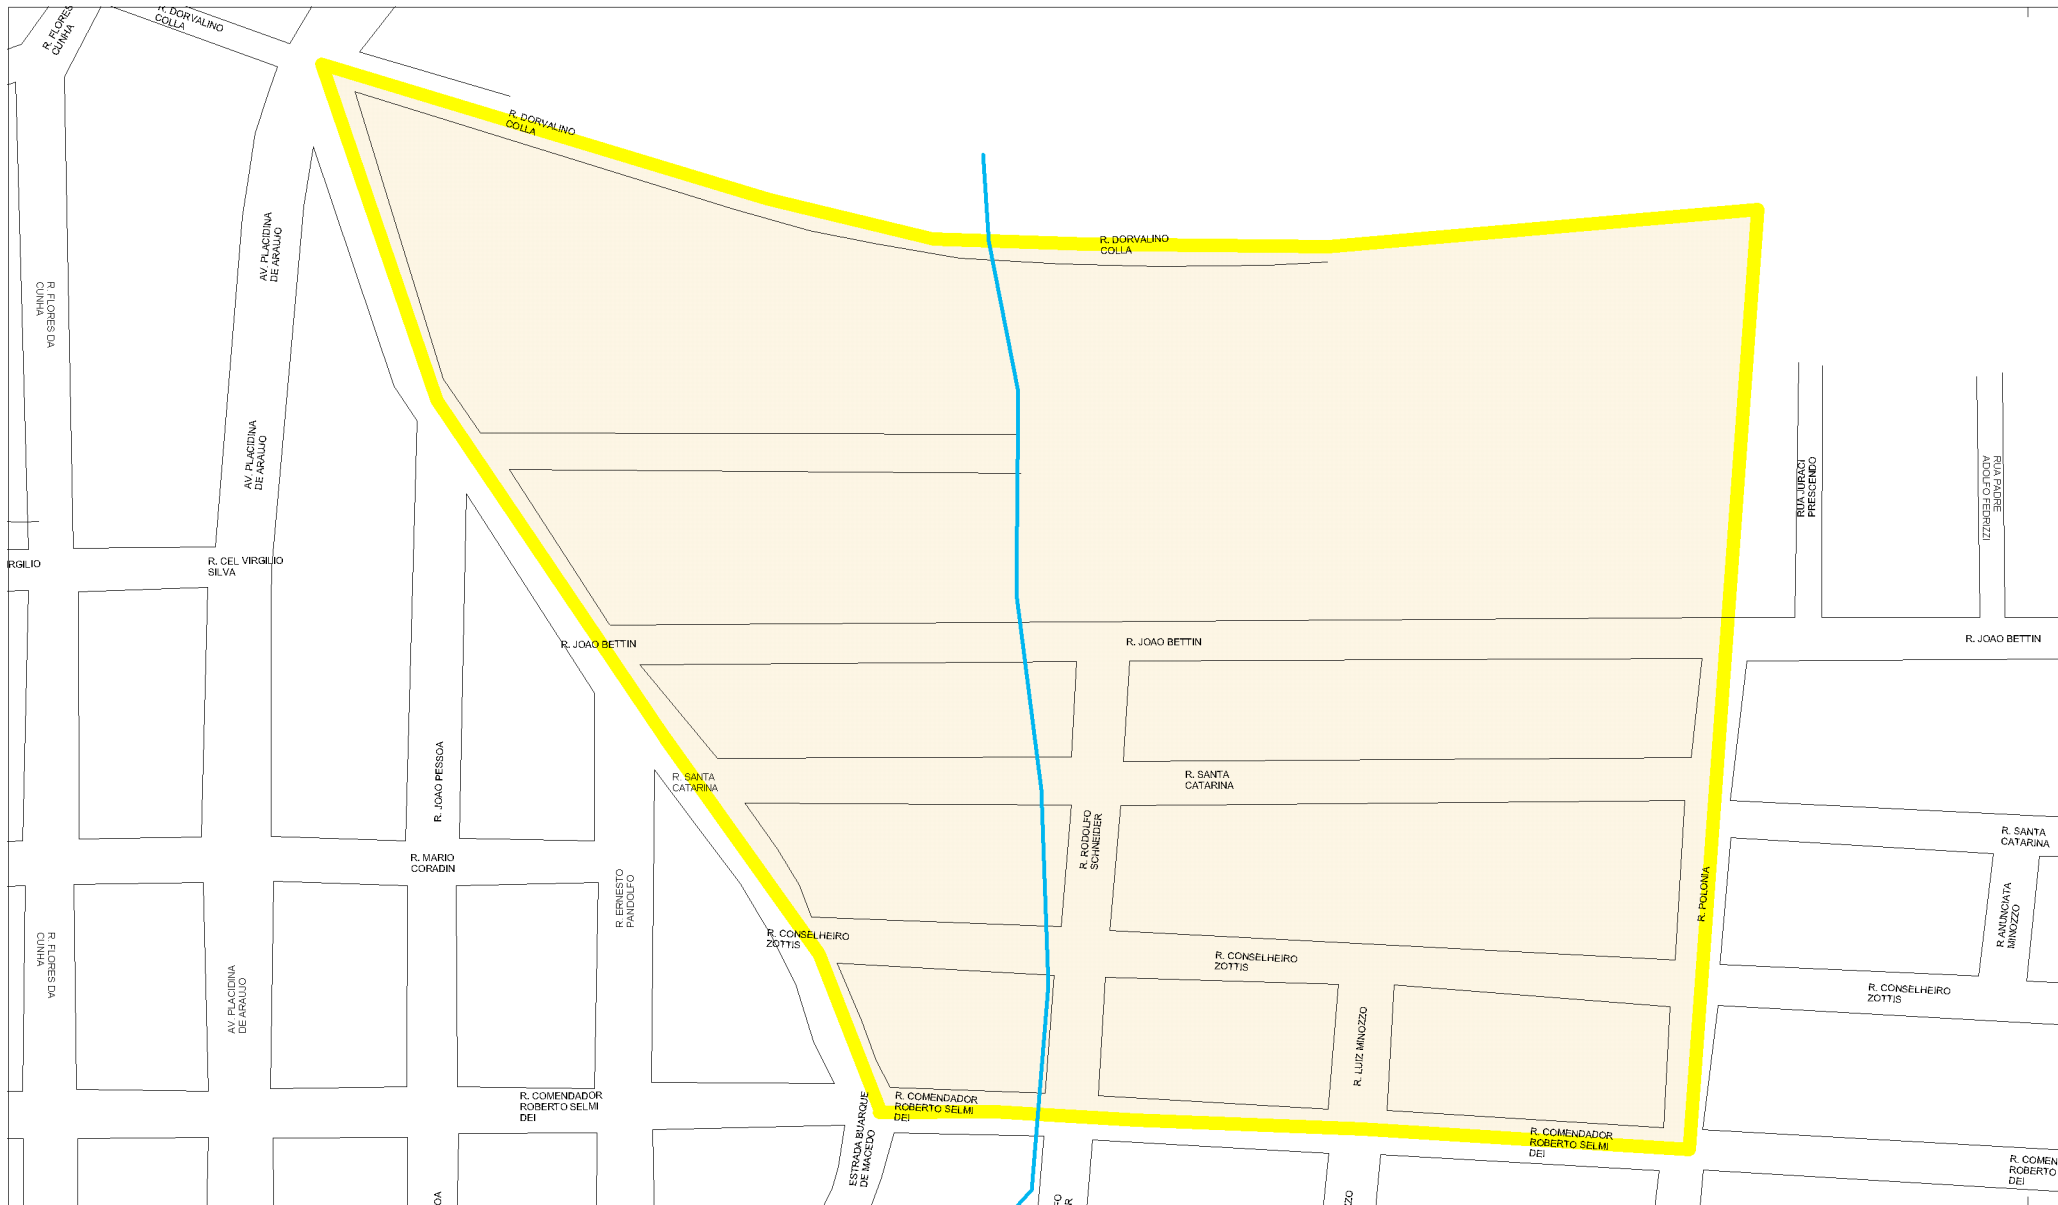 R. FLORES
CUNHA
R. DORVALINO
COLLA
R. DORVALINO
COLLA
AV. PLACIDINA
DE ARAUJO
R. DORVALINO
COLLA
R. FLORES DA
CUNHA
AV. PLACIDINA
DE ARAUJO
RUA JURACI
PRESCENDO
RUA PADRE
ADOLFO FEDRIZZI
RGILIO
R. CEL VIRGILIO
SILVA
R. JOAO BETTIN
R. JOAO BETTIN
R. JOAO BETTIN
R. JOAO PESSOA
R. SANTA
CATARINA
R. SANTA
CATARINA
R. RODOLFO
SCHNEIDER
R. SANTA
CATARINA
R. MARIO
CORADIN
R. ERNESTO
PANDOLFO
R. POLONIA
R ANUNCIATA
MINOZZO
R. FLORES DA
CUNHA
R. CONSELHEIRO
ZOTTIS
R. CONSELHEIRO
ZOTTIS
AV. PLACIDINA
DE ARAUJO
R. CONSELHEIRO
ZOTTIS
R. LUIZ MINOZZO
R. COMENDADOR
ROBERTO SELMI
DEI
R. COMENDADOR
ROBERTO SELMI
DEI
ESTRADA BUARQUE
DE MACEDO
R. COMENDADOR
ROBERTO SELMI
DEI
R. COMEN
ROBERTO
DEI
OA
FO
R
ZO